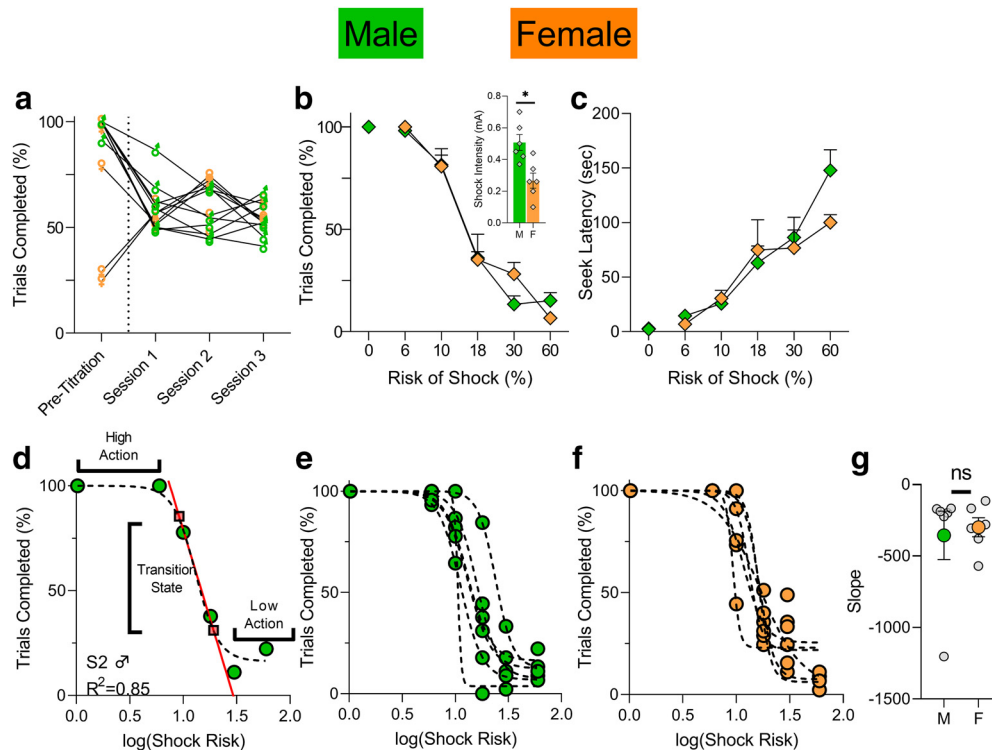 Male
Female
a
Trials Completed (%)
100
50
0
Pre-Titration
Session 1
Session 2
Session 3
b
Trials Completed (%)
100
50
0
0 6 10 18 30 60
Risk of Shock (%)
Shock Intensity (mA)
0.8
0.6
0.4
0.2
0.0
*
M F
c
Seek Latency (sec)
200
150
100
50
0
0 6 10 18 30 60
Risk of Shock (%)
d
High
Action
Trials Completed (%)
100
50
0
Transition
State
Low
Action
S2 ♂
R²=0.85
0.0 0.5 1.0 1.5 2.0
log(Shock Risk)
e
Trials Completed (%)
100
50
0
0.0 0.5 1.0 1.5 2.0
log(Shock Risk)
f
Trials Completed (%)
100
50
0
0.0 0.5 1.0 1.5 2.0
log(Shock Risk)
g
ns
Slope
0
-500
-1000
-1500
M F